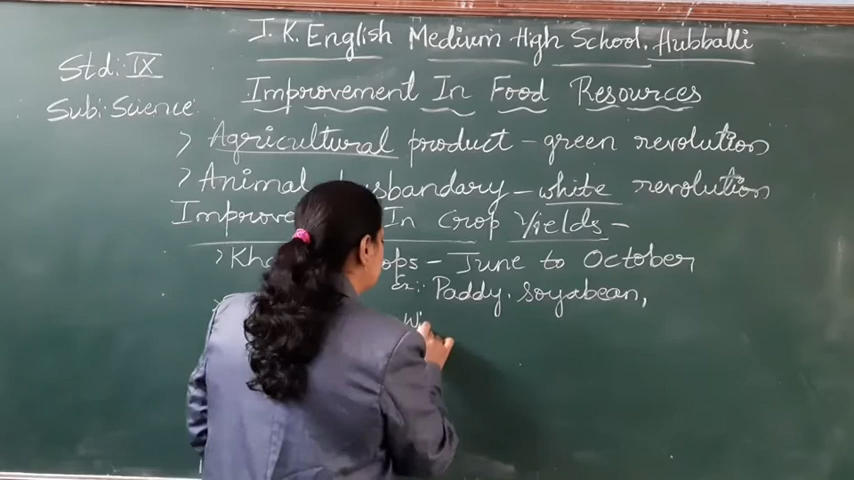 J. K. English Medium High School. Hubballi
Std: IX
Sub: Science
Improvement In Food Resources
> Agricultural product - green revolution
> Animal husbandary - white revolution
In Crop Yields -
> June to October
ex:- Paddy. Soyabean,